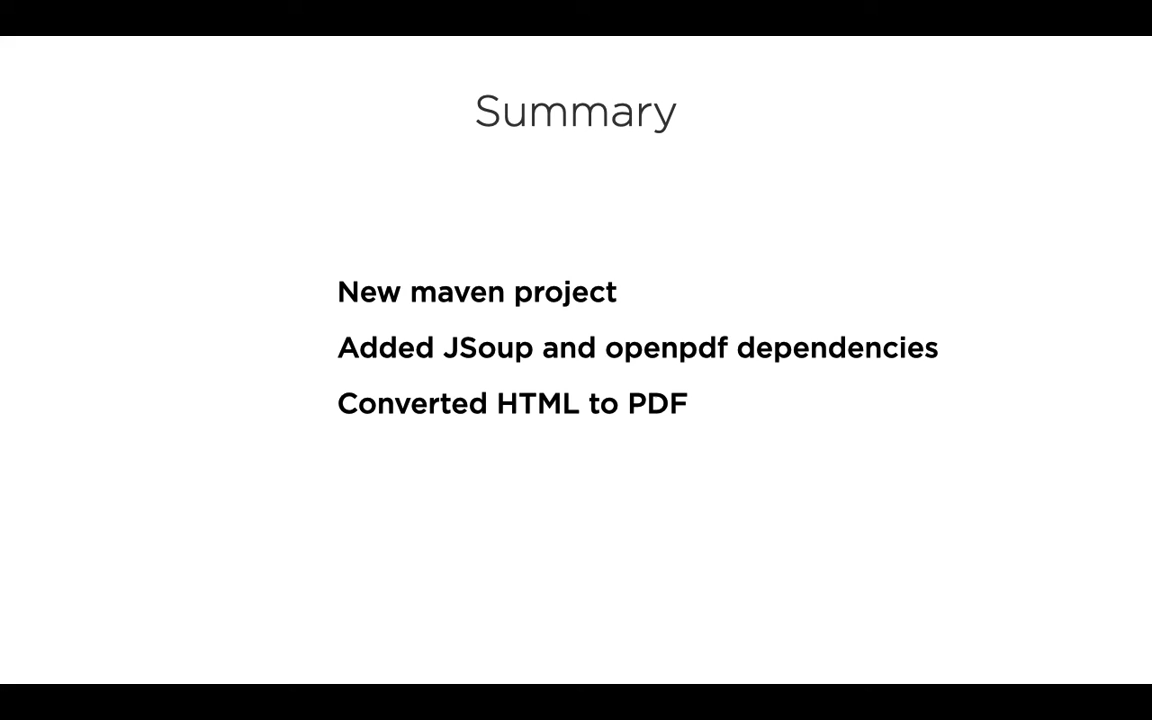 Summary
New maven project
Added JSoup and openpdf dependencies
Converted HTML to PDF